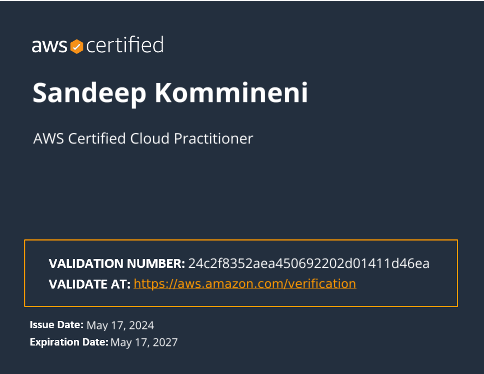 aws certified
Sandeep Kommineni
AWS Certified Cloud Practitioner
VALIDATION NUMBER: 24c2f8352aea450692202d01411d46ea
VALIDATE AT: https://aws.amazon.com/verification
Issue Date: May 17, 2024
Expiration Date: May 17, 2027